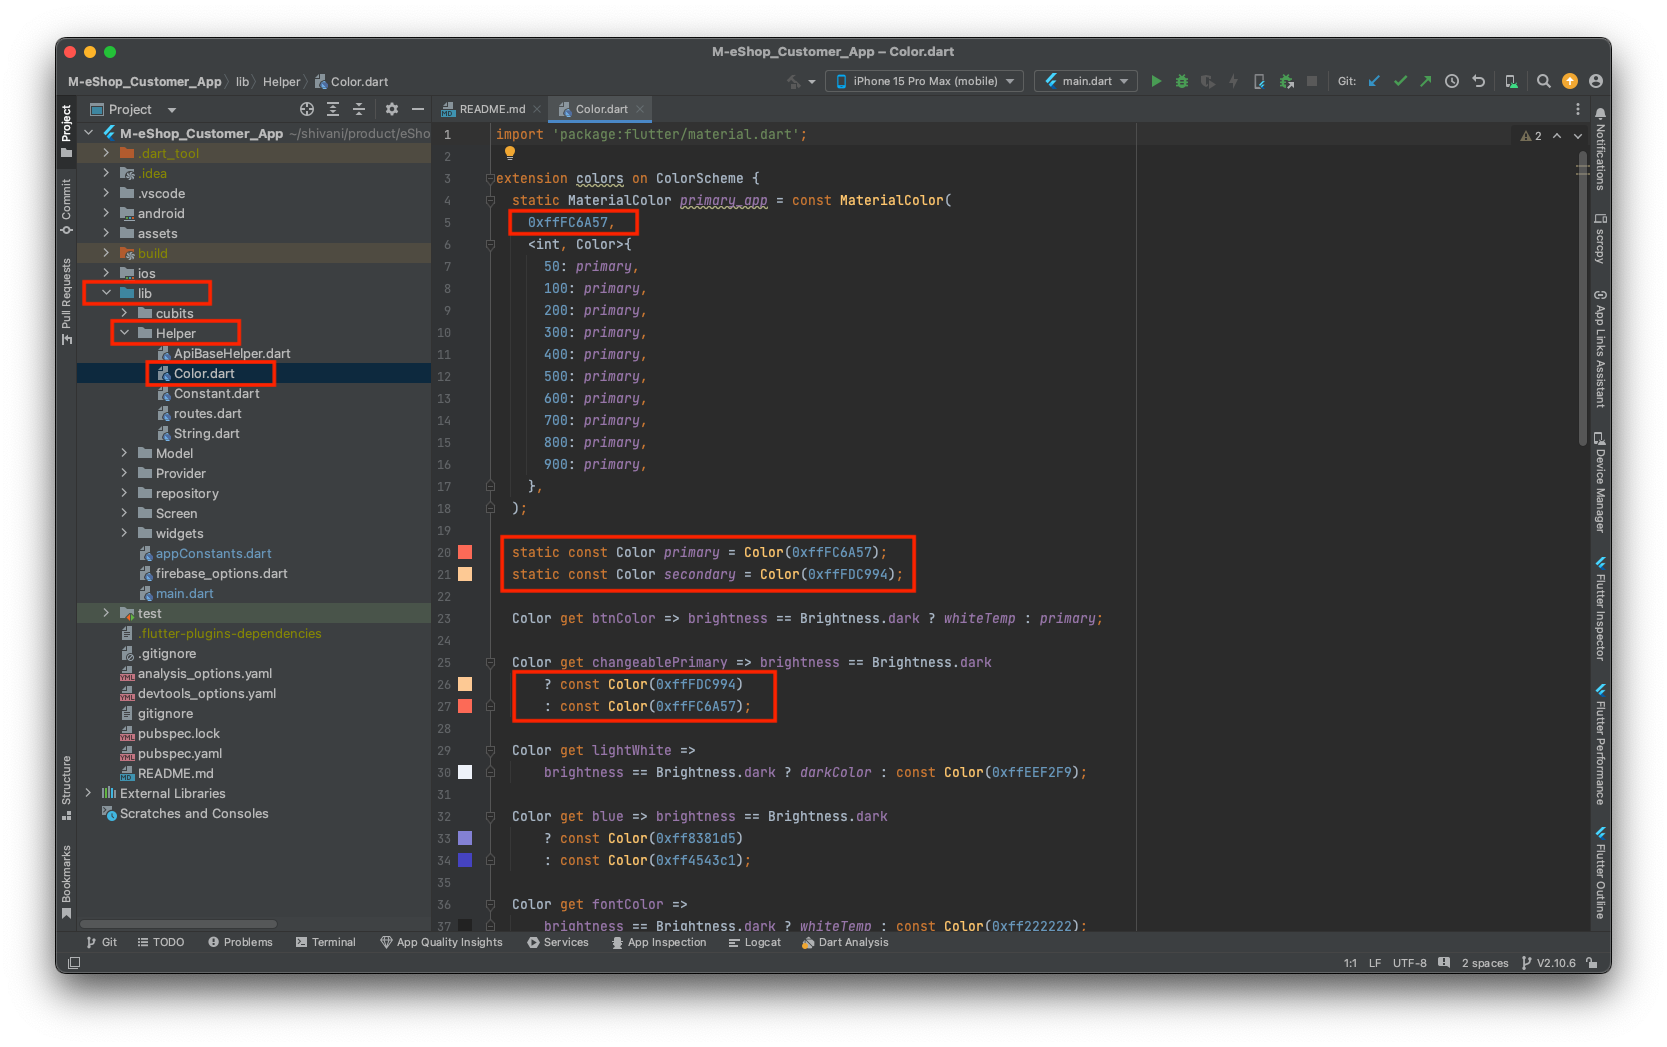 M-eShop_Customer_App – Color.dart
M-eShop_Customer_App lib Helper Color.dart
iPhone 15 Pro Max (mobile) main.dart Git:
Project
README.md Color.dart
M-eShop_Customer_App ~/shivani/product/eSho
.dart_tool
.idea
.vscode
android
assets
build
ios
lib
cubits
Helper
ApiBaseHelper.dart
Color.dart
Constant.dart
routes.dart
String.dart
Model
Provider
repository
Screen
widgets
appConstants.dart
firebase_options.dart
main.dart
test
.flutter-plugins-dependencies
.gitignore
analysis_options.yaml
devtools_options.yaml
gitignore
pubspec.lock
pubspec.yaml
README.md
External Libraries
Scratches and Consoles
Project
Commit
Pull Requests
Structure
Bookmarks
1 import 'package:flutter/material.dart';
2
3 extension colors on ColorScheme {
4 static MaterialColor primary_app = const MaterialColor(
5 0xffFC6A57,
6 <int, Color>{
7 50: primary,
8 100: primary,
9 200: primary,
10 300: primary,
11 400: primary,
12 500: primary,
13 600: primary,
14 700: primary,
15 800: primary,
16 900: primary,
17 },
18 );
19
20 static const Color primary = Color(0xffFC6A57);
21 static const Color secondary = Color(0xffFDC994);
22
23 Color get btnColor => brightness == Brightness.dark ? whiteTemp : primary;
24
25 Color get changeablePrimary => brightness == Brightness.dark
26 ? const Color(0xffFDC994)
27 : const Color(0xffFC6A57);
28
29 Color get lightWhite =>
30 brightness == Brightness.dark ? darkColor : const Color(0xffEEF2F9);
31
32 Color get blue => brightness == Brightness.dark
33 ? const Color(0xff8381d5)
34 : const Color(0xff4543c1);
35
36 Color get fontColor =>
37 brightness == Brightness.dark ? whiteTemp : const Color(0xff222222);
2
Notifications
scrcpy
App Links Assistant
Device Manager
Flutter Inspector
Flutter Performance
Flutter Outline
Git TODO Problems Terminal App Quality Insights Services App Inspection Logcat Dart Analysis
1:1 LF UTF-8 2 spaces V2.10.6